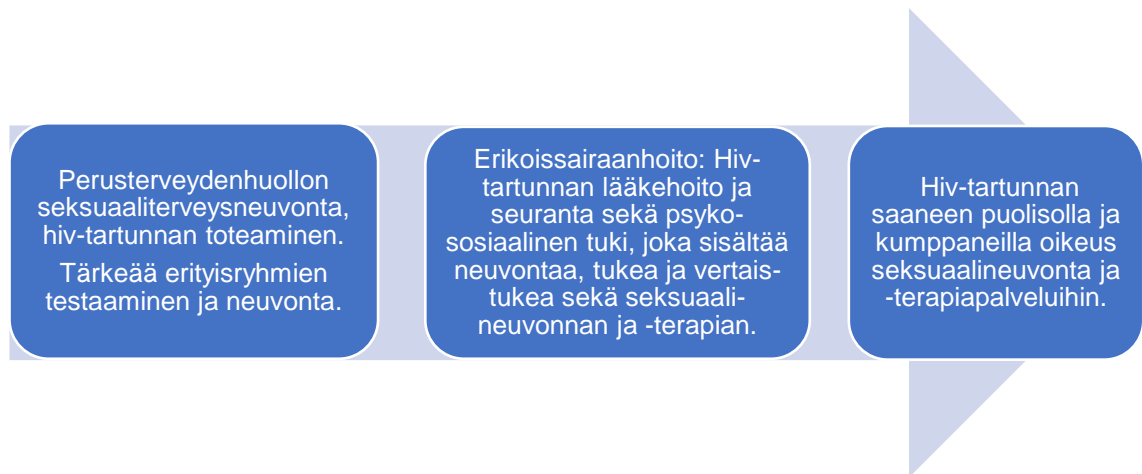 Perusterveydenhuollon
seksuaaliterveysneuvonta,
hiv-tartunnan toteaminen.
Tärkeää erityisryhmien
testaaminen ja neuvonta.
Erikoissairaanhoito: Hiv-
tartunnan lääkehoito ja
seuranta sekä psyko-
sosiaalinen tuki, joka sisältää
neuvontaa, tukea ja vertais-
tukea sekä seksuaali-
neuvonnan ja -terapian.
Hiv-tartunnan
saaneen puolisolla ja
kumppaneilla oikeus
seksuaalineuvonta ja
-terapiapalveluihin.